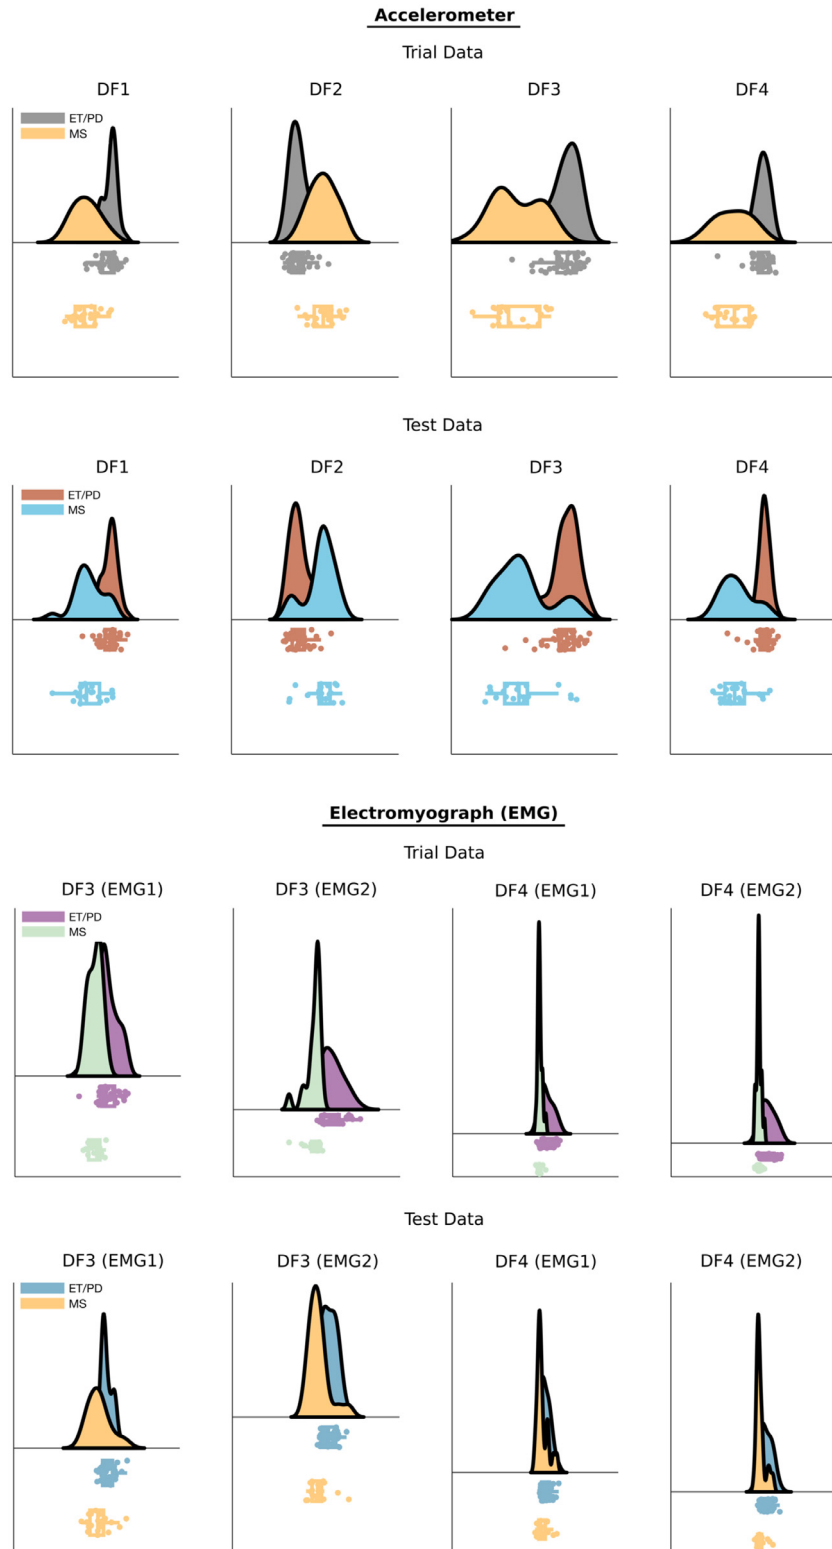 Accelerometer
Trial Data
DF1 DF2 DF3 DF4
ET/PD
MS
Test Data
DF1 DF2 DF3 DF4
ET/PD
MS
Electromyograph (EMG)
Trial Data
DF3 (EMG1) DF3 (EMG2) DF4 (EMG1) DF4 (EMG2)
ET/PD
MS
Test Data
DF3 (EMG1) DF3 (EMG2) DF4 (EMG1) DF4 (EMG2)
ET/PD
MS